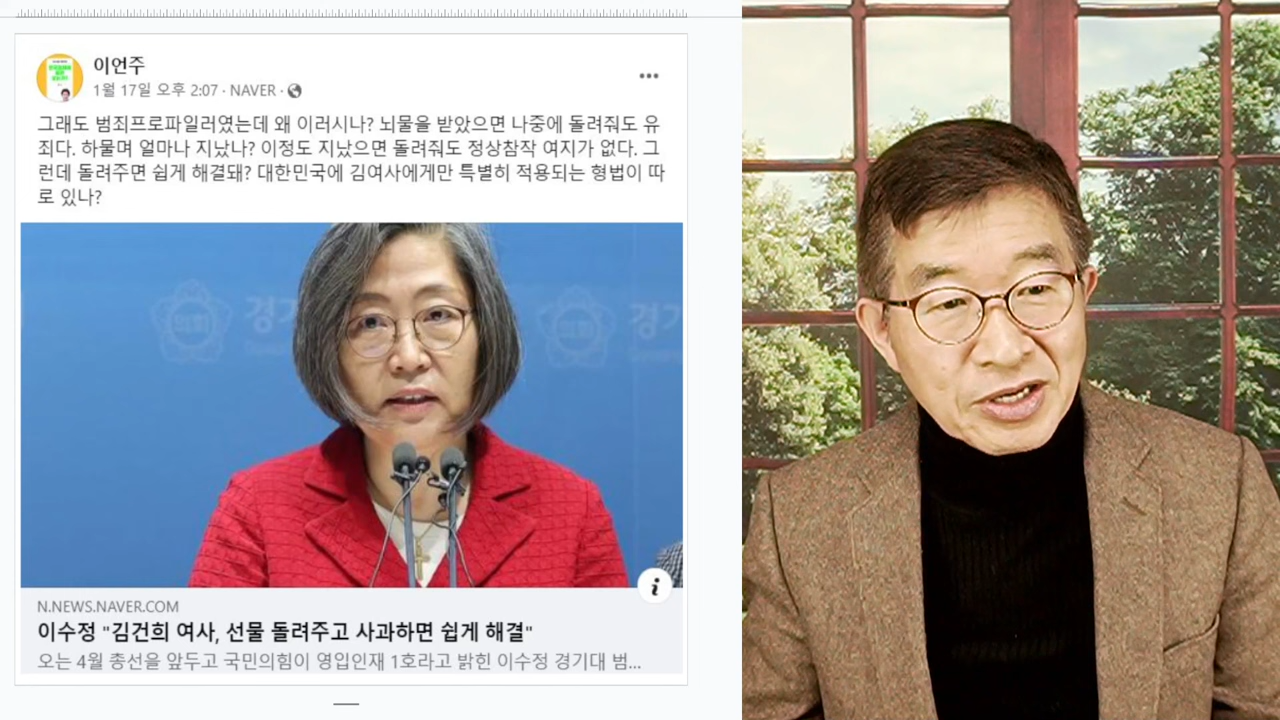 이언주
1월 17일 오후 2:07 · NAVER ·
그래도 범죄프로파일러였는데 왜 이러시나? 뇌물을 받았으면 나중에 돌려줘도 유
죄다. 하물며 얼마나 지났나? 이정도 지났으면 돌려줘도 정상참작 여지가 없다. 그
런데 돌려주면 쉽게 해결돼? 대한민국에 김여사에게만 특별히 적용되는 형법이 따
로 있나?
의회
경기
의회
경기
N.NEWS.NAVER.COM
이수정 "김건희 여사, 선물 돌려주고 사과하면 쉽게 해결"
오는 4월 총선을 앞두고 국민의힘이 영입인재 1호라고 밝힌 이수정 경기대 범...